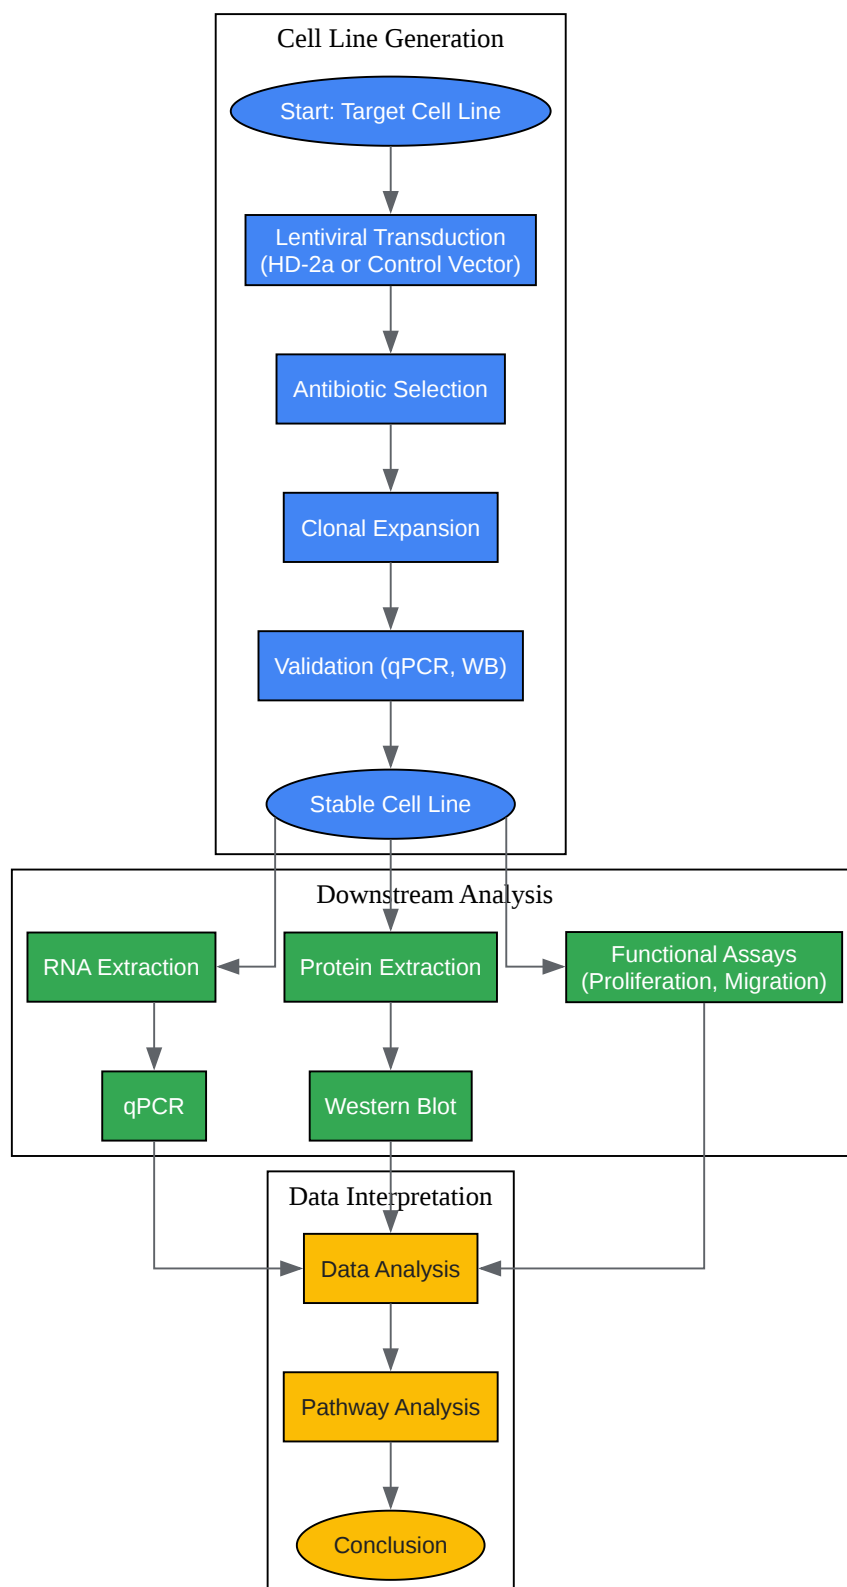 Cell Line Generation
Start: Target Cell Line
Lentiviral Transduction
(HD-2a or Control Vector)
Antibiotic Selection
Clonal Expansion
Validation (qPCR, WB)
Stable Cell Line
Downstream Analysis
RNA Extraction
Protein Extraction
Functional Assays
(Proliferation, Migration)
qPCR
Western Blot
Data Interpretation
Data Analysis
Pathway Analysis
Conclusion